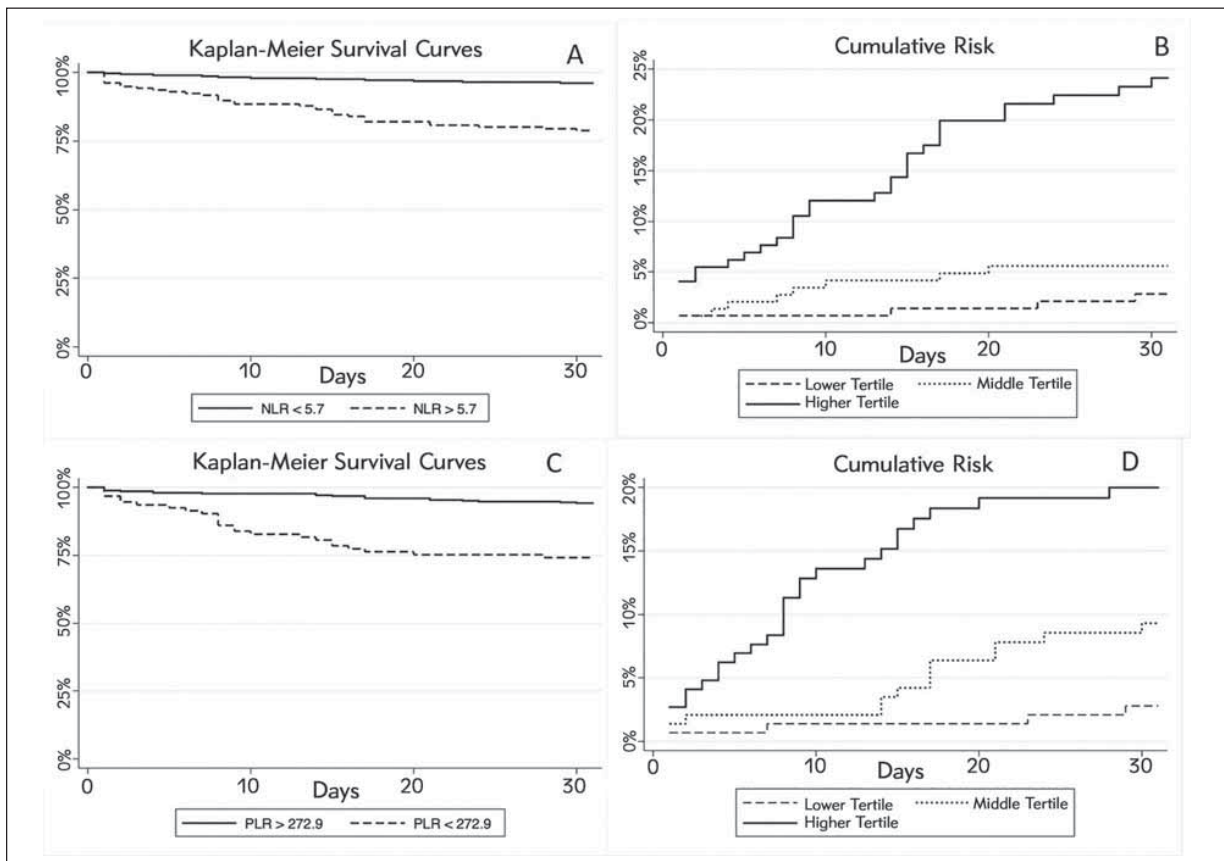 Kaplan-Meier Survival Curves
A
100%
75%
50%
25%
0%
0
10
20
30
Days
NLR < 5.7
NLR > 5.7
Cumulative Risk
B
25%
20%
15%
10%
5%
0%
0
10
20
30
Days
Lower Tertile
Middle Tertile
Higher Tertile
Kaplan-Meier Survival Curves
C
100%
75%
50%
25%
0%
0
10
20
30
Days
PLR > 272.9
PLR < 272.9
Cumulative Risk
D
20%
15%
10%
5%
0%
0
10
20
30
Days
Lower Tertile
Middle Tertile
Higher Tertile